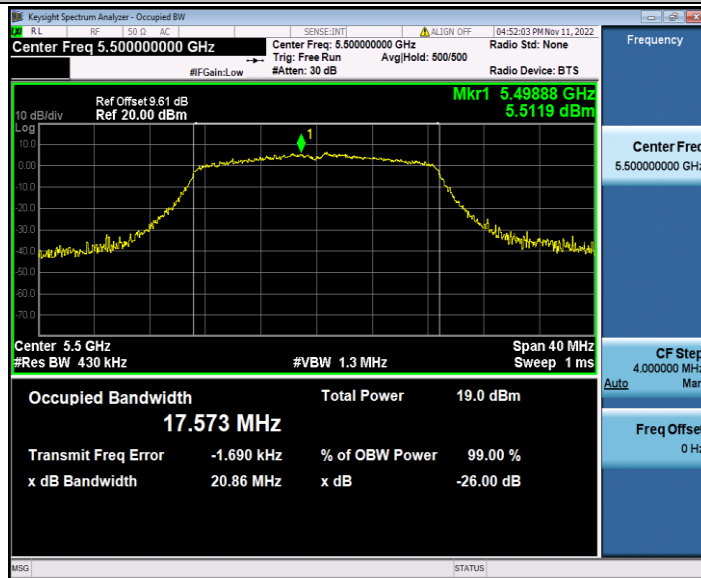 Keysight Spectrum Analyzer - Occupied BW
RL RF 50 Ω AC SENSE:INT ALIGN OFF 04:52:03 PM Nov 11, 2022
Center Freq 5.500000000 GHz
Center Freq: 5.500000000 GHz
Radio Std: None
Trig: Free Run Avg|Hold: 500/500
#IFGain:Low
#Atten: 30 dB
Radio Device: BTS
Ref Offset 9.61 dB
Mkr1 5.49888 GHz
10 dB/div
Ref 20.00 dBm
5.5119 dBm
Log
1
10.0
0.00
-10.0
-20.0
-30.0
-40.0
-50.0
-60.0
-70.0
Center 5.5 GHz
Span 40 MHz
#Res BW 430 kHz
#VBW 1.3 MHz
Sweep 1 ms
Occupied Bandwidth
Total Power 19.0 dBm
17.573 MHz
Transmit Freq Error -1.690 kHz
% of OBW Power 99.00 %
x dB Bandwidth 20.86 MHz
x dB -26.00 dB
MSG
STATUS
Frequency
Center Freq
5.500000000 GHz
CF Step
4.000000 MHz
Auto Man
Freq Offset
0 Hz